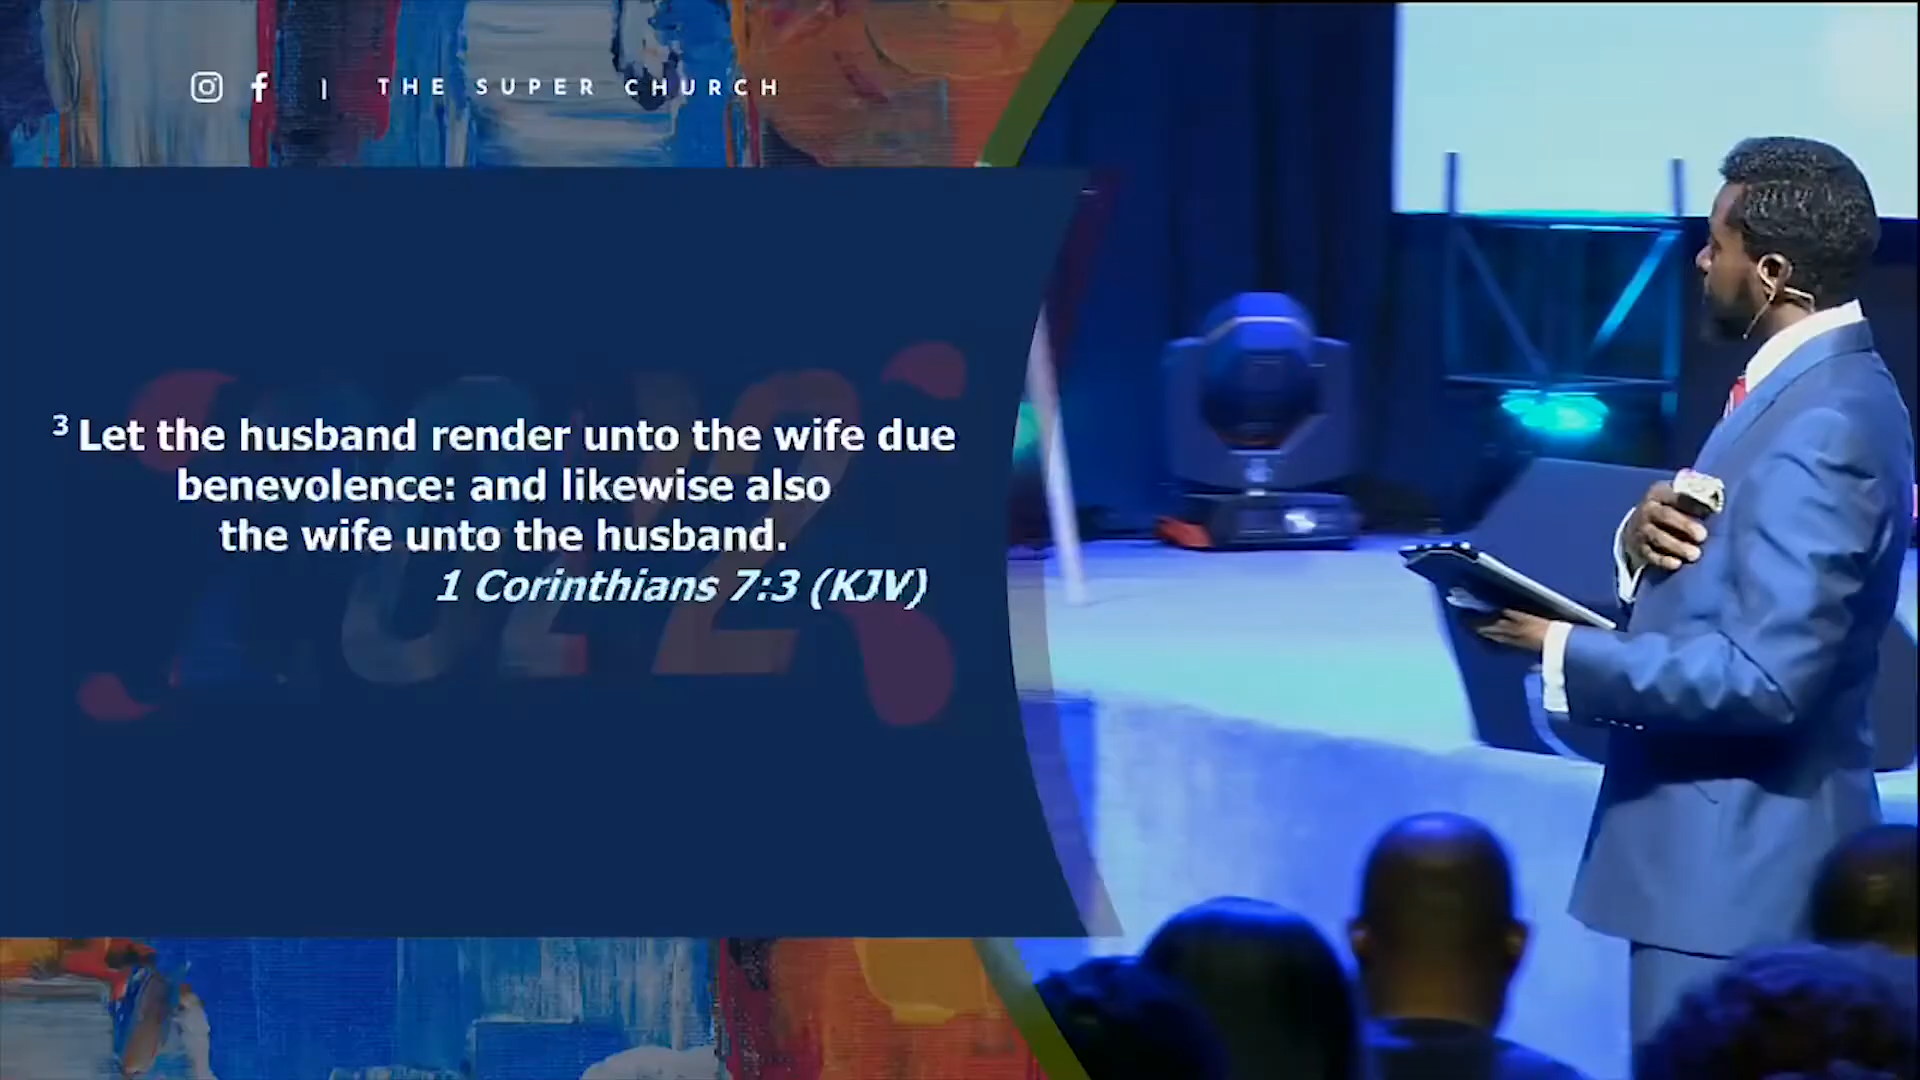 | THE SUPER CHURCH
3 Let the husband render unto the wife due
benevolence: and likewise also
the wife unto the husband.
1 Corinthians 7:3 (KJV)
2022